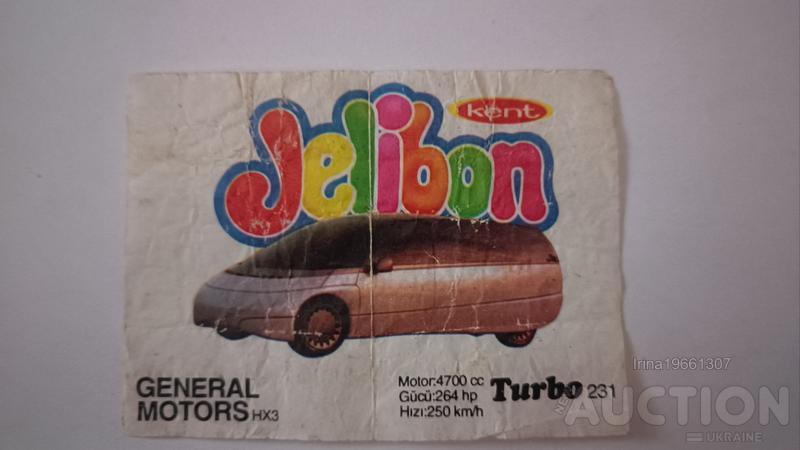 Jelibon
kent
GENERAL
MOTORS HX3
Motor:4700 cc
Gücü:264 hp
Hızı:250 km/h
Turbo 231
Irina19661307
NEW AUCTION
UKRAINE